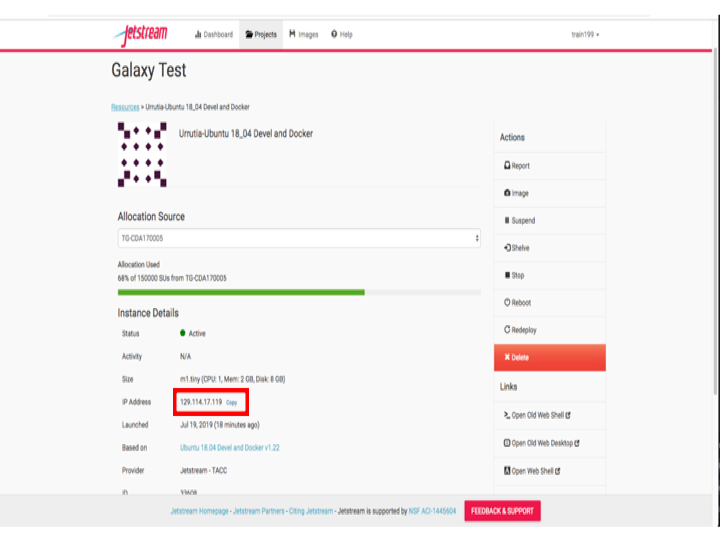 Jetstream
Dashboard Projects Images Help train199
Galaxy Test
Resources > Urrutia-Ubuntu 18_04 Devel and Docker
Urrutia-Ubuntu 18_04 Devel and Docker
Allocation Source
TG-CDA170005
Allocation Used
68% of 150000 SUs from TG-CDA170005
Instance Details
Status Active
Activity N/A
Size m1.tiny (CPU: 1, Mem: 2 GB, Disk: 8 GB)
IP Address 129.114.17.119 Copy
Launched Jul 19, 2019 (18 minutes ago)
Based on Ubuntu 18.04 Devel and Docker v1.22
Provider Jetstream - TACC
ID
Actions
Report
Image
Suspend
Shelve
Stop
Reboot
Redeploy
Delete
Links
Open Old Web Shell
Open Old Web Desktop
Open Web Shell
Jetstream Homepage - Jetstream Partners - Citing Jetstream - Jetstream is supported by NSF ACI-1445604 FEEDBACK & SUPPORT